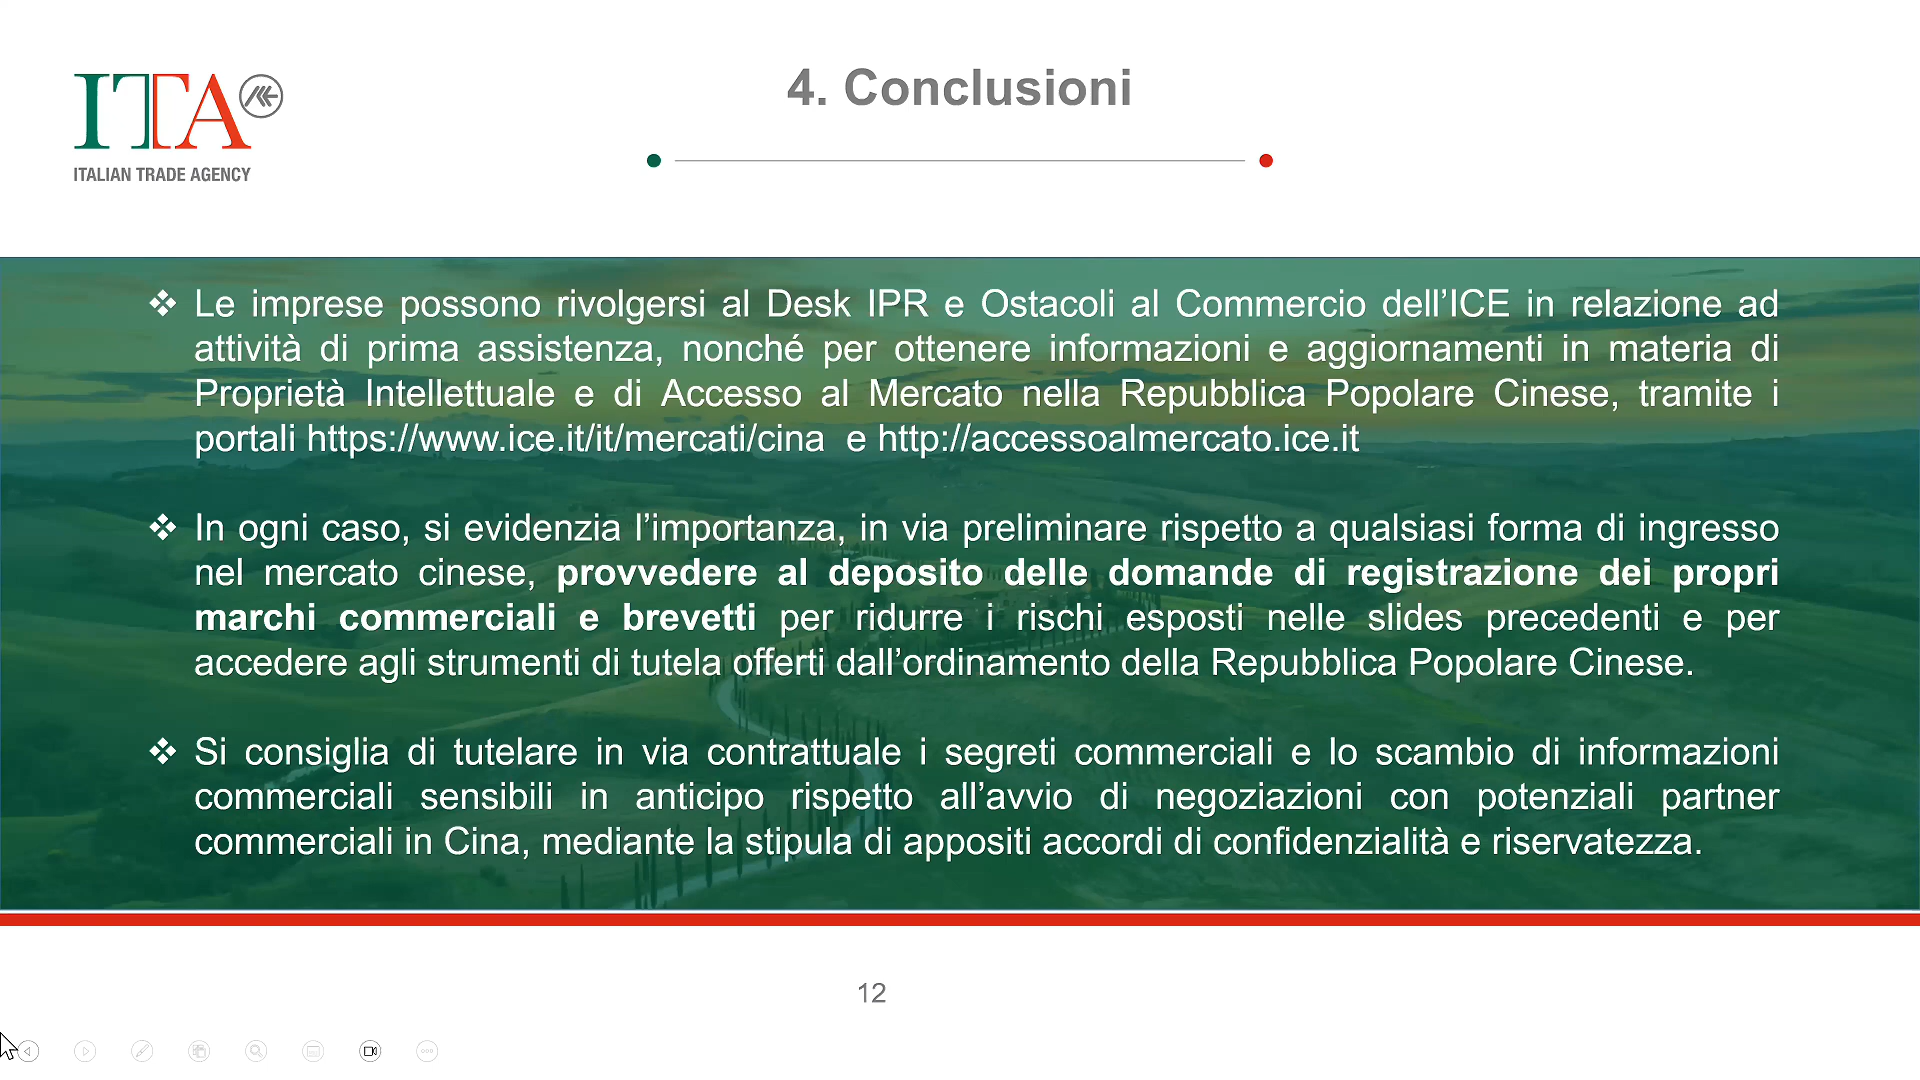 4. Conclusioni
ITA
ITALIAN TRADE AGENCY
❖ Le imprese possono rivolgersi al Desk IPR e Ostacoli al Commercio dell’ICE in relazione ad
attività di prima assistenza, nonché per ottenere informazioni e aggiornamenti in materia di
Proprietà Intellettuale e di Accesso al Mercato nella Repubblica Popolare Cinese, tramite i
portali https://www.ice.it/it/mercati/cina e http://accessoalmercato.ice.it
❖ In ogni caso, si evidenzia l’importanza, in via preliminare rispetto a qualsiasi forma di ingresso
nel mercato cinese, provvedere al deposito delle domande di registrazione dei propri
marchi commerciali e brevetti per ridurre i rischi esposti nelle slides precedenti e per
accedere agli strumenti di tutela offerti dall’ordinamento della Repubblica Popolare Cinese.
❖ Si consiglia di tutelare in via contrattuale i segreti commerciali e lo scambio di informazioni
commerciali sensibili in anticipo rispetto all’avvio di negoziazioni con potenziali partner
commerciali in Cina, mediante la stipula di appositi accordi di confidenzialità e riservatezza.
12